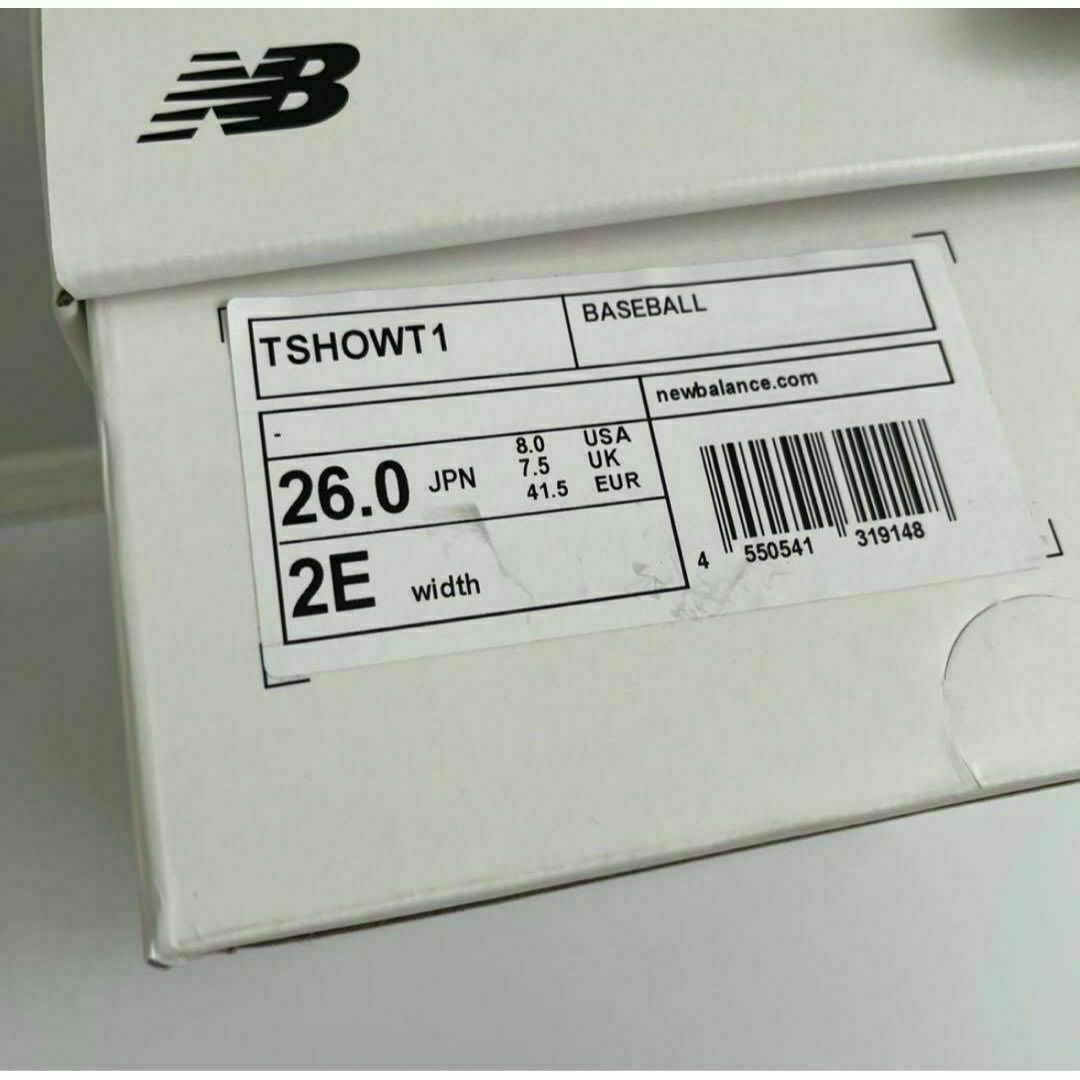 NB
TSHOWT1
BASEBALL
newbalance.com
-
26.0 JPN
8.0 USA
7.5 UK
41.5 EUR
2E width
4 550541 319148